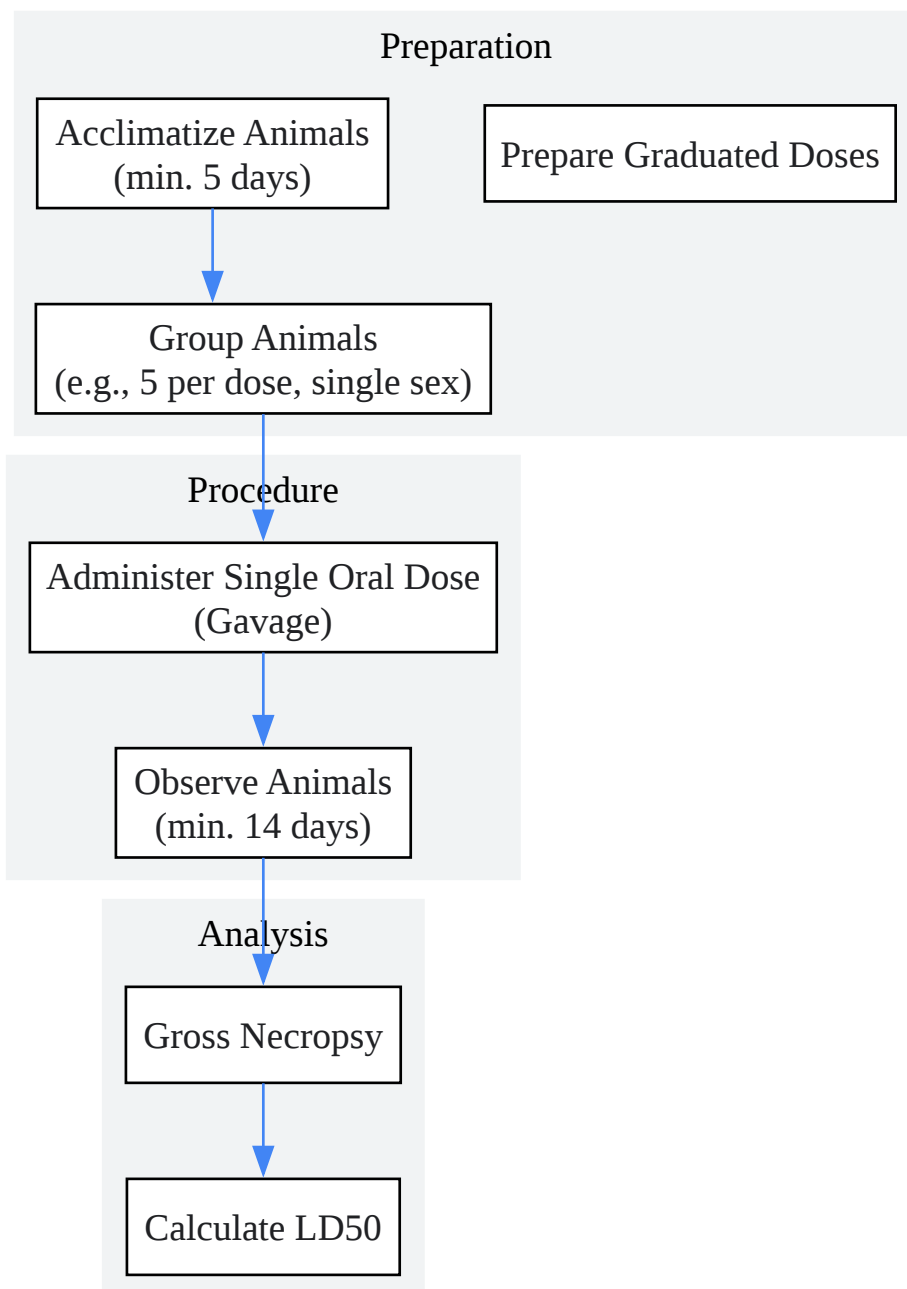 Preparation
Acclimatize Animals
(min. 5 days)
Prepare Graduated Doses
Group Animals
(e.g., 5 per dose, single sex)
Procedure
Administer Single Oral Dose
(Gavage)
Observe Animals
(min. 14 days)
Analysis
Gross Necropsy
Calculate LD50